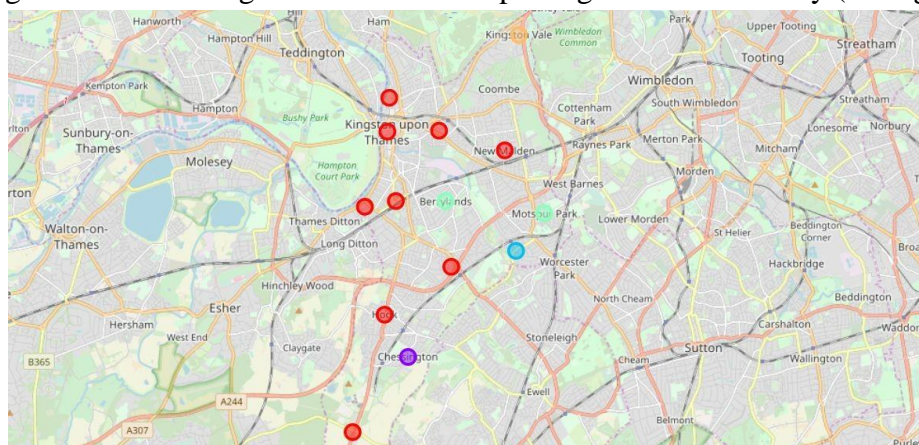 Hanworth
Ham
Kingston Vale
Wimbledon
Common
Park
Upper Tooting
Hampton Hill
Teddington
Streatham
Tooting
Kempton Park
Coombe
Wimbledon
Hampton
Bushy Park
Cottenham
Park
South Wimbledon
Streatham
Kingston upon
Thames
Lonesome
Norbury
Sunbury-on-
Thames
New Malden
Raynes Park
Merton Park
Mitcham
Molesey
Hampton
Court Park
Morden
West Barnes
Berrylands
Thames Ditton
Motspur Park
Lower Morden
Walton-on-
Thames
Long Ditton
St Helier
Beddington
Corner
Hackbridge
Worcester
Park
Hinchley Wood
North Cheam
Beddington
Esher
Hook
Hersham
West End
Stoneleigh
Carshalton
Claygate
Chessington
Cheam
Sutton
Wallington
B365
Ewell
A244
Belmont
A307